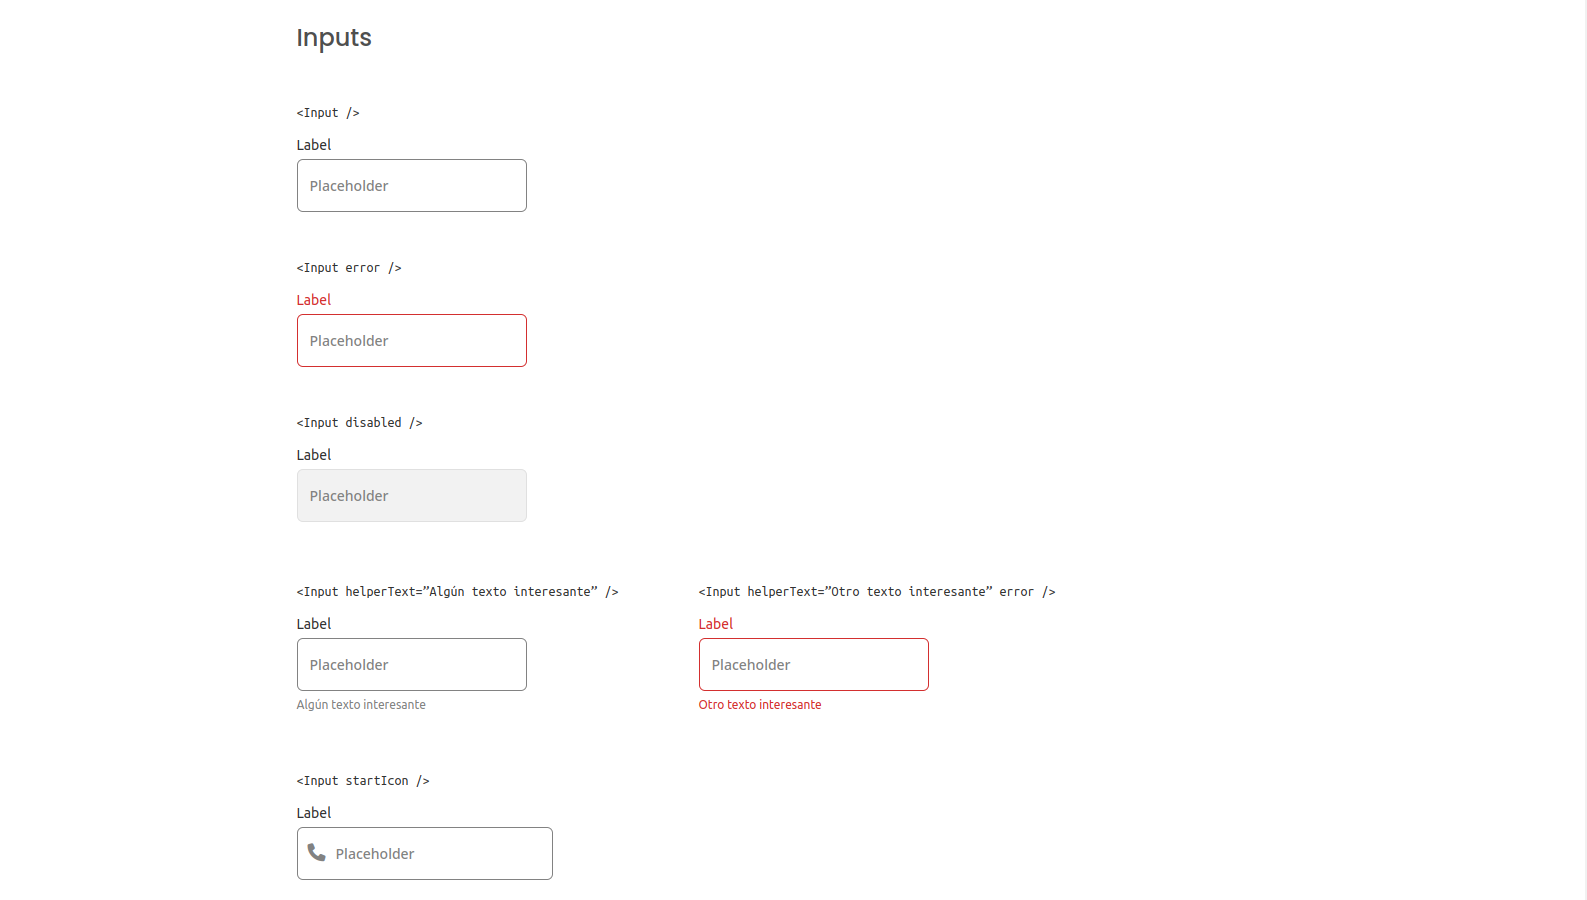 Inputs
<Input />
Label
Placeholder
<Input error />
Label
Placeholder
<Input disabled />
Label
Placeholder
<Input helperText=”Algún texto interesante” />
Label
Placeholder
Algún texto interesante
<Input helperText=”Otro texto interesante” error />
Label
Placeholder
Otro texto interesante
<Input startIcon />
Label
Placeholder